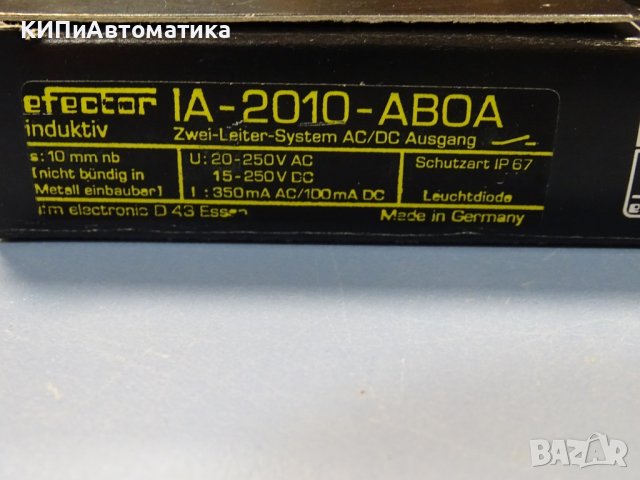 КИПиАвтоматика
efector IA-2010-ABOA
induktiv Zwei-Leiter-System AC/DC Ausgang
s: 10 mm nb U: 20-250V AC Schutzart IP 67
[nicht bündig in 15-250V DC
Metall einbaubar] I : 350mA AC/100mA DC Leuchtdiode
ifm electronic D 43 Essen Made in Germany
BAZAR